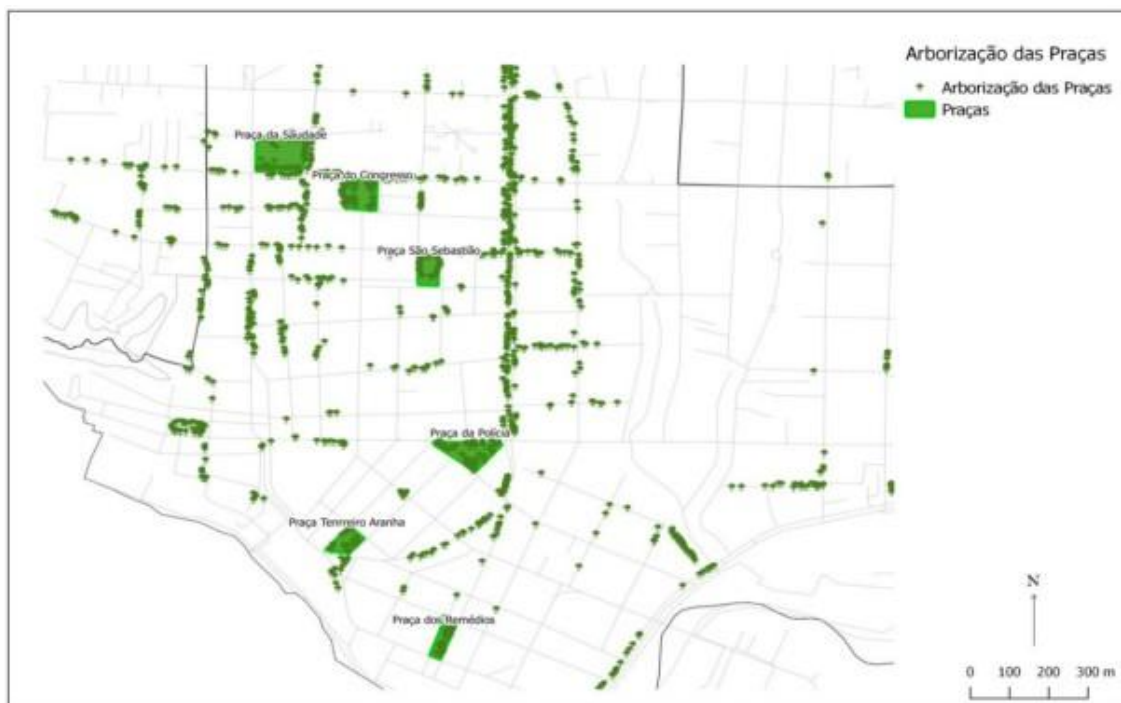 Arborização das Praças
Arborização das Praças
Praças
Praça da Saudade
Praça do Congresso
Praça São Sebastião
Praça da Polícia
Praça Tenrreiro Aranha
Praça dos Remédios
N
0 100 200 300 m